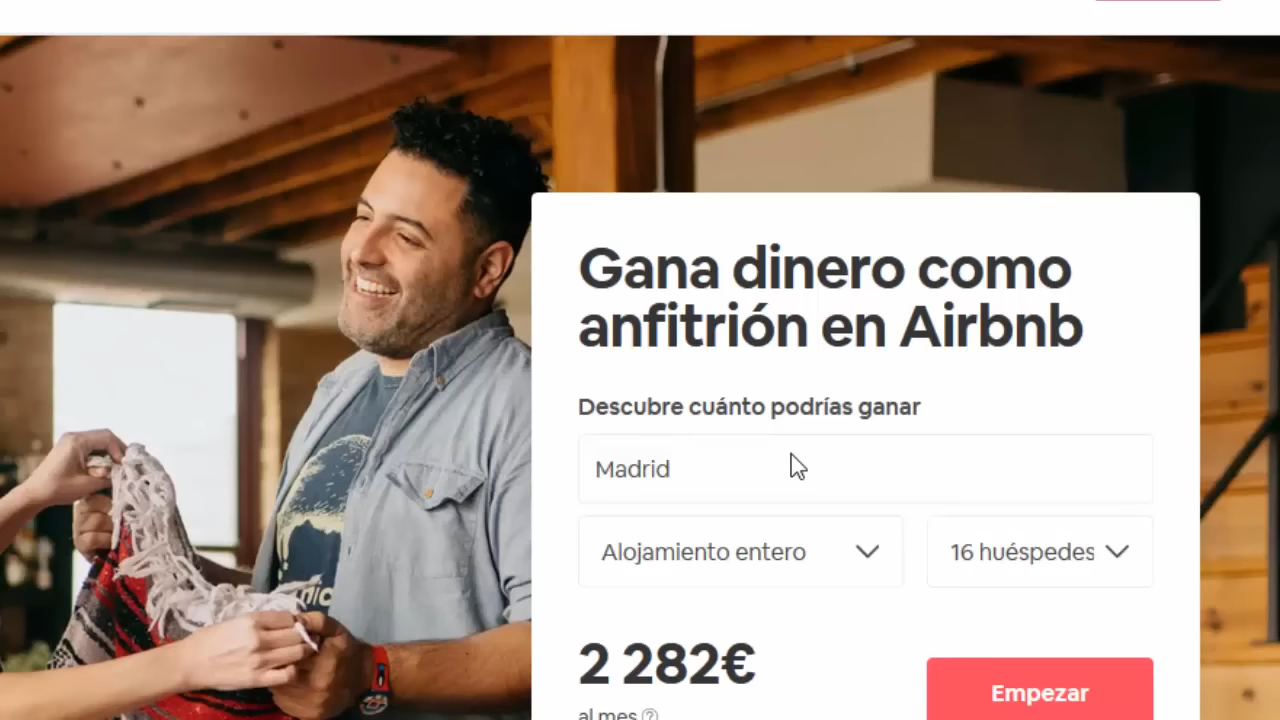 Gana dinero como
anfitrión en Airbnb
Descubre cuánto podrías ganar
Madrid
Alojamiento entero
16 huéspedes
2 282€
Empezar
al mes